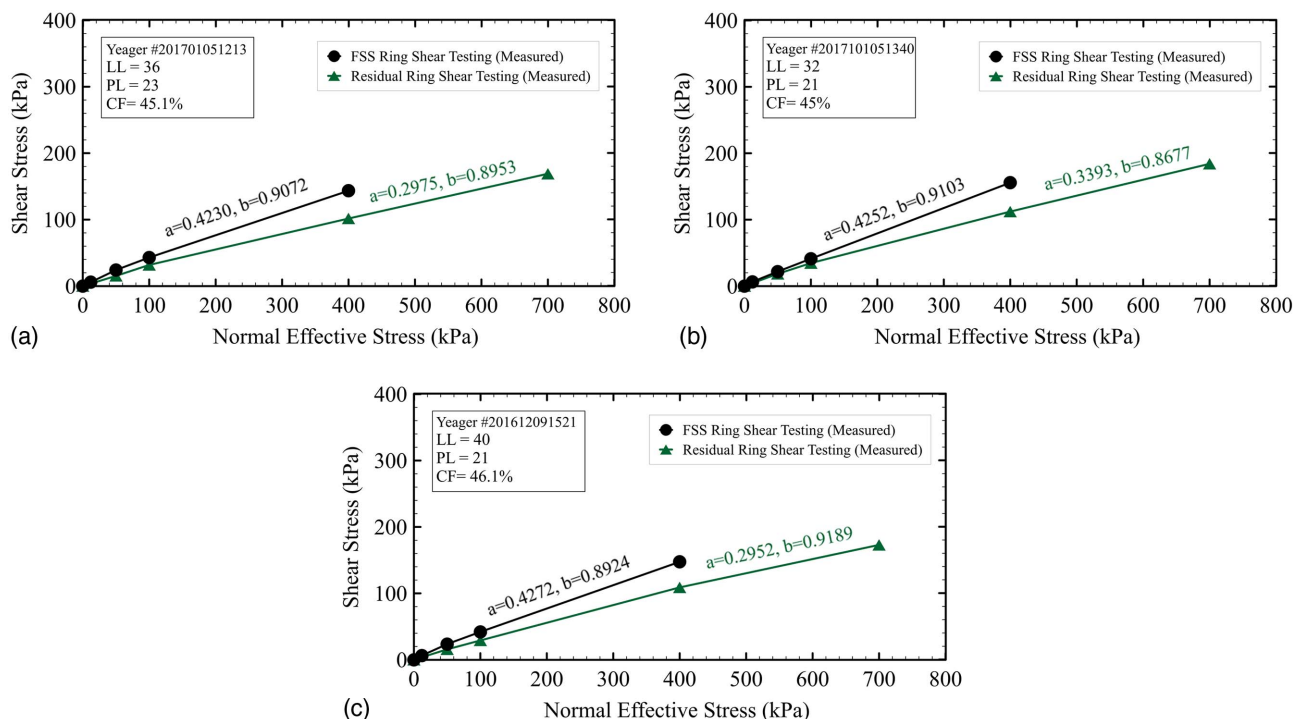 400
300
200
100
0
Shear Stress (kPa)
Yeager #201701051213
LL = 36
PL = 23
CF= 45.1%
FSS Ring Shear Testing (Measured)
Residual Ring Shear Testing (Measured)
a=0.4230, b=0.9072
a=0.2975, b=0.8953
0 100 200 300 400 500 600 700 800
Normal Effective Stress (kPa)
(a)
400
300
200
100
0
Shear Stress (kPa)
Yeager #2017101051340
LL = 32
PL = 21
CF= 45%
FSS Ring Shear Testing (Measured)
Residual Ring Shear Testing (Measured)
a=0.4252, b=0.9103
a=0.3393, b=0.8677
0 100 200 300 400 500 600 700 800
Normal Effective Stress (kPa)
(b)
400
300
200
100
0
Shear Stress (kPa)
Yeager #201612091521
LL = 40
PL = 21
CF= 46.1%
FSS Ring Shear Testing (Measured)
Residual Ring Shear Testing (Measured)
a=0.4272, b=0.8924
a=0.2952, b=0.9189
0 100 200 300 400 500 600 700 800
Normal Effective Stress (kPa)
(c)